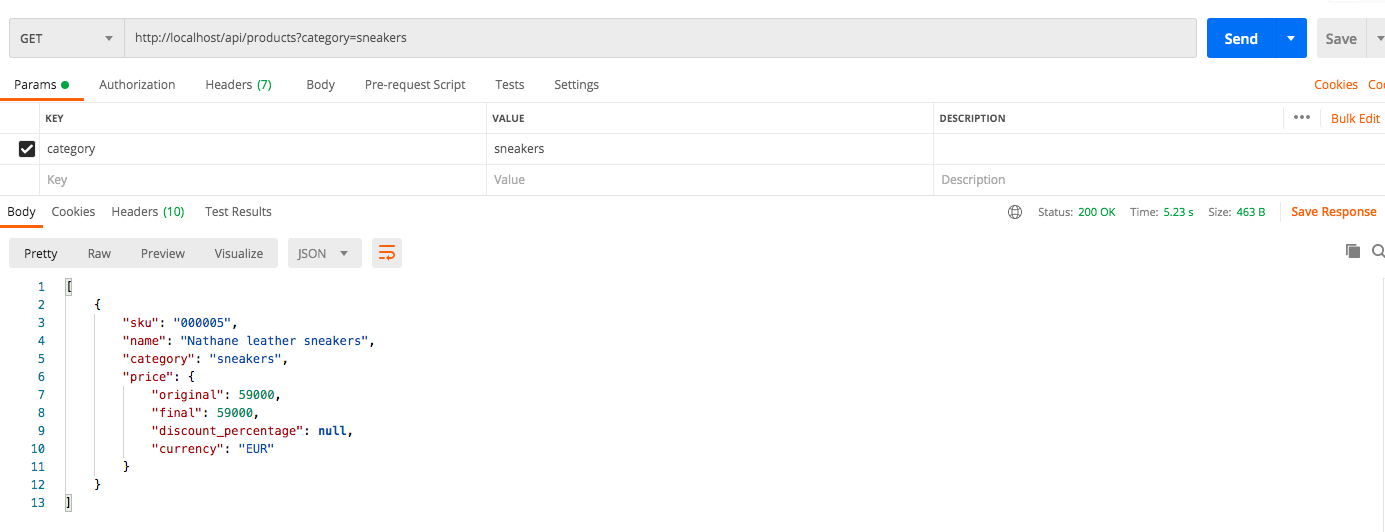 GET http://localhost/api/products?category=sneakers Send Save
Params Authorization Headers (7) Body Pre-request Script Tests Settings Cookies
KEY VALUE DESCRIPTION ••• Bulk Edit
category sneakers
Key Value Description
Body Cookies Headers (10) Test Results Status: 200 OK Time: 5.23 s Size: 463 B Save Response
Pretty Raw Preview Visualize JSON
1 [
2 {
3 "sku": "000005",
4 "name": "Nathane leather sneakers",
5 "category": "sneakers",
6 "price": {
7 "original": 59000,
8 "final": 59000,
9 "discount_percentage": null,
10 "currency": "EUR"
11 }
12 }
13 ]